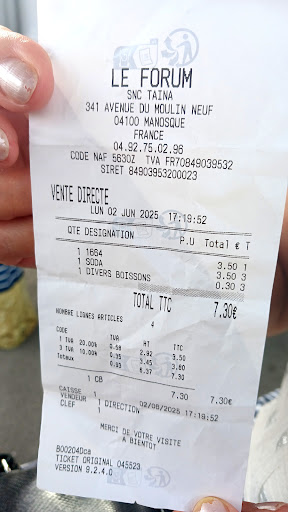 LE FORUM
SNC TAINA
341 AVENUE DU MOULIN NEUF
04100 MANOSQUE
FRANCE
04.92.75.02.96
CODE NAF 5630Z TVA FR70849039532
SIRET 84903953200023
VENTE DIRECTE
LUN 02 JUN 2025 17:19:52
QTE DESIGNATION P.U Total € T
1 1664 3.50 1
1 SODA 3.50 3
1 DIVERS BOISSONS 0.30 3
TOTAL TTC 7.30€
NOMBRE LIGNES ARTICLES 4
CODE TVA HT TTC
1 TVA 20.00% 0.58 2.92 3.50
3 TVA 10.00% 0.35 3.45 3.80
Totaux 0.93 6.37 7.30
1 CB 7.30 7.30€
CAISSE 1
VENDEUR 1 DIRECTION 02/06/2025 17:19:52
CLEF 1
MERCI DE VOTRE VISITE
A BIENTOT
TICKET ORIGINAL 045523
VERSION 9.2.4.0